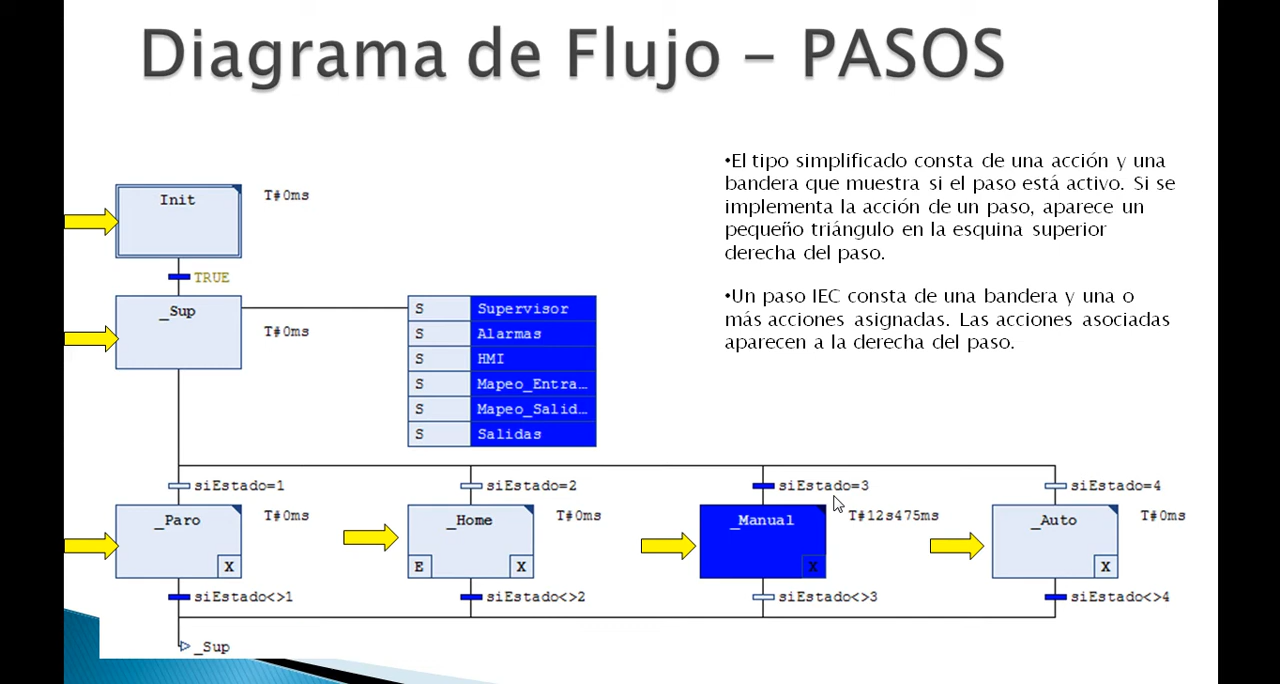 Diagrama de Flujo - PASOS
•El tipo simplificado consta de una acción y una
bandera que muestra si el paso está activo. Si se
implementa la acción de un paso, aparece un
pequeño triángulo en la esquina superior
derecha del paso.
•Un paso IEC consta de una bandera y una o
más acciones asignadas. Las acciones asociadas
aparecen a la derecha del paso.
Init
T#0ms
TRUE
_Sup
T#0ms
S Supervisor
S Alarmas
S HMI
S Mapeo_Entra...
S Mapeo_Salid...
S Salidas
siEstado=1
siEstado=2
siEstado=3
siEstado=4
_Paro
T#0ms
X
_Home
T#0ms
E X
_Manual
T#12s475ms
X
_Auto
T#0ms
X
siEstado<>1
siEstado<>2
siEstado<>3
siEstado<>4
_Sup